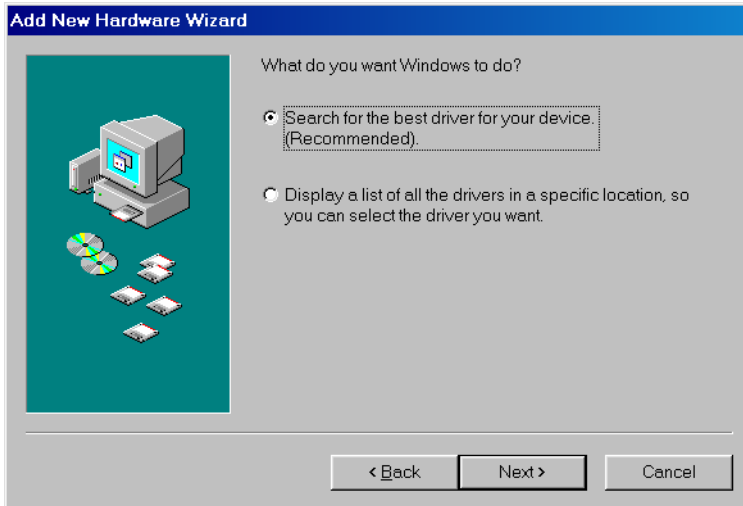 Add New Hardware Wizard
What do you want Windows to do?
Search for the best driver for your device.
(Recommended).
Display a list of all the drivers in a specific location, so
you can select the driver you want.
< Back
Next >
Cancel